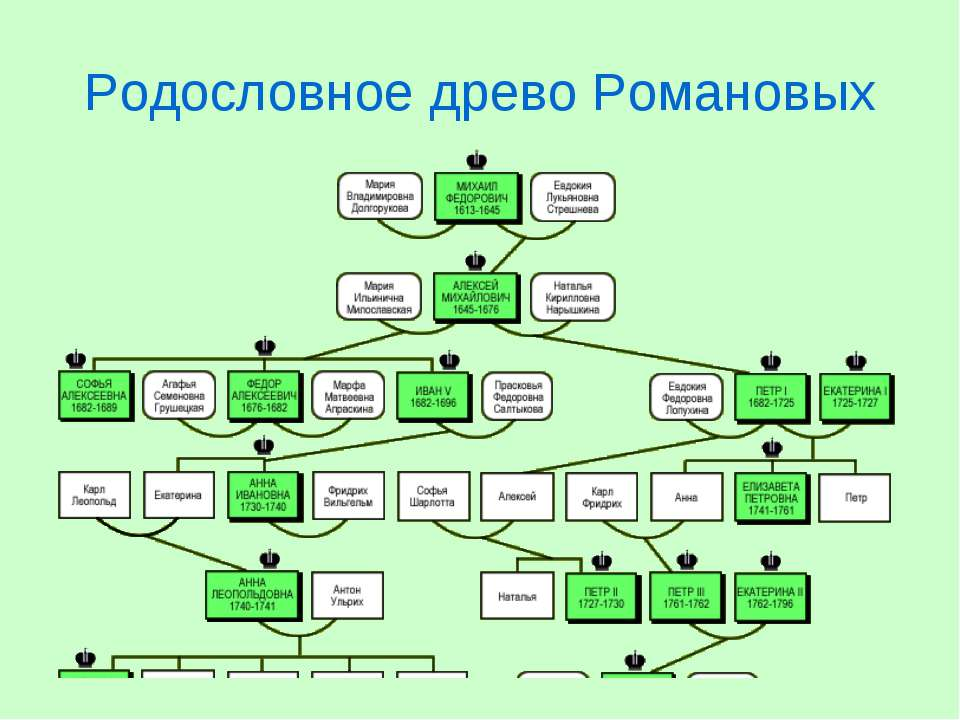 Родословное древо Романовых
Мария
Владимировна
Долгорукова
МИХАИЛ
ФЕДОРОВИЧ
1613-1645
Евдокия
Лукьяновна
Стрешнева
Мария
Ильинична
Милославская
АЛЕКСЕЙ
МИХАЙЛОВИЧ
1645-1676
Наталья
Кирилловна
Нарышкина
СОФЬЯ
АЛЕКСЕЕВНА
1682-1689
Агафья
Семеновна
Грушецкая
ФЕДОР
АЛЕКСЕЕВИЧ
1676-1682
Марфа
Матвеевна
Апраксина
ИВАН V
1682-1696
Прасковья
Федоровна
Салтыкова
Евдокия
Федоровна
Лопухина
ПЕТР I
1682-1725
ЕКАТЕРИНА I
1725-1727
Карл
Леопольд
Екатерина
АННА
ИВАНОВНА
1730-1740
Фридрих
Вильгельм
Софья
Шарлотта
Алексей
Карл
Фридрих
Анна
ЕЛИЗАВЕТА
ПЕТРОВНА
1741-1761
Петр
АННА
ЛЕОПОЛЬДОВНА
1740-1741
Антон
Ульрих
Наталья
ПЕТР II
1727-1730
ПЕТР III
1761-1762
ЕКАТЕРИНА II
1762-1796